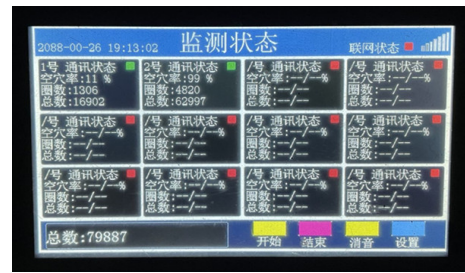 2088-00-26 19:13:02
监测状态
联网状态
1号 通讯状态
空穴率:11 %
圈数:1306
总数:16902
2号 通讯状态
空穴率:99 %
圈数:4820
总数:62997
/号 通讯状态
空穴率:--/--%
圈数:--/--
总数:--/--
/号 通讯状态
空穴率:--/--%
圈数:--/--
总数:--/--
/号 通讯状态
空穴率:--/--%
圈数:--/--
总数:--/--
/号 通讯状态
空穴率:--/--%
圈数:--/--
总数:--/--
/号 通讯状态
空穴率:--/--%
圈数:--/--
总数:--/--
/号 通讯状态
空穴率:--/--%
圈数:--/--
总数:--/--
/号 通讯状态
空穴率:--/--%
圈数:--/--
总数:--/--
/号 通讯状态
空穴率:--/--%
圈数:--/--
总数:--/--
/号 通讯状态
空穴率:--/--%
圈数:--/--
总数:--/--
/号 通讯状态
空穴率:--/--%
圈数:--/--
总数:--/--
总数:79887
开始
结束
消音
设置